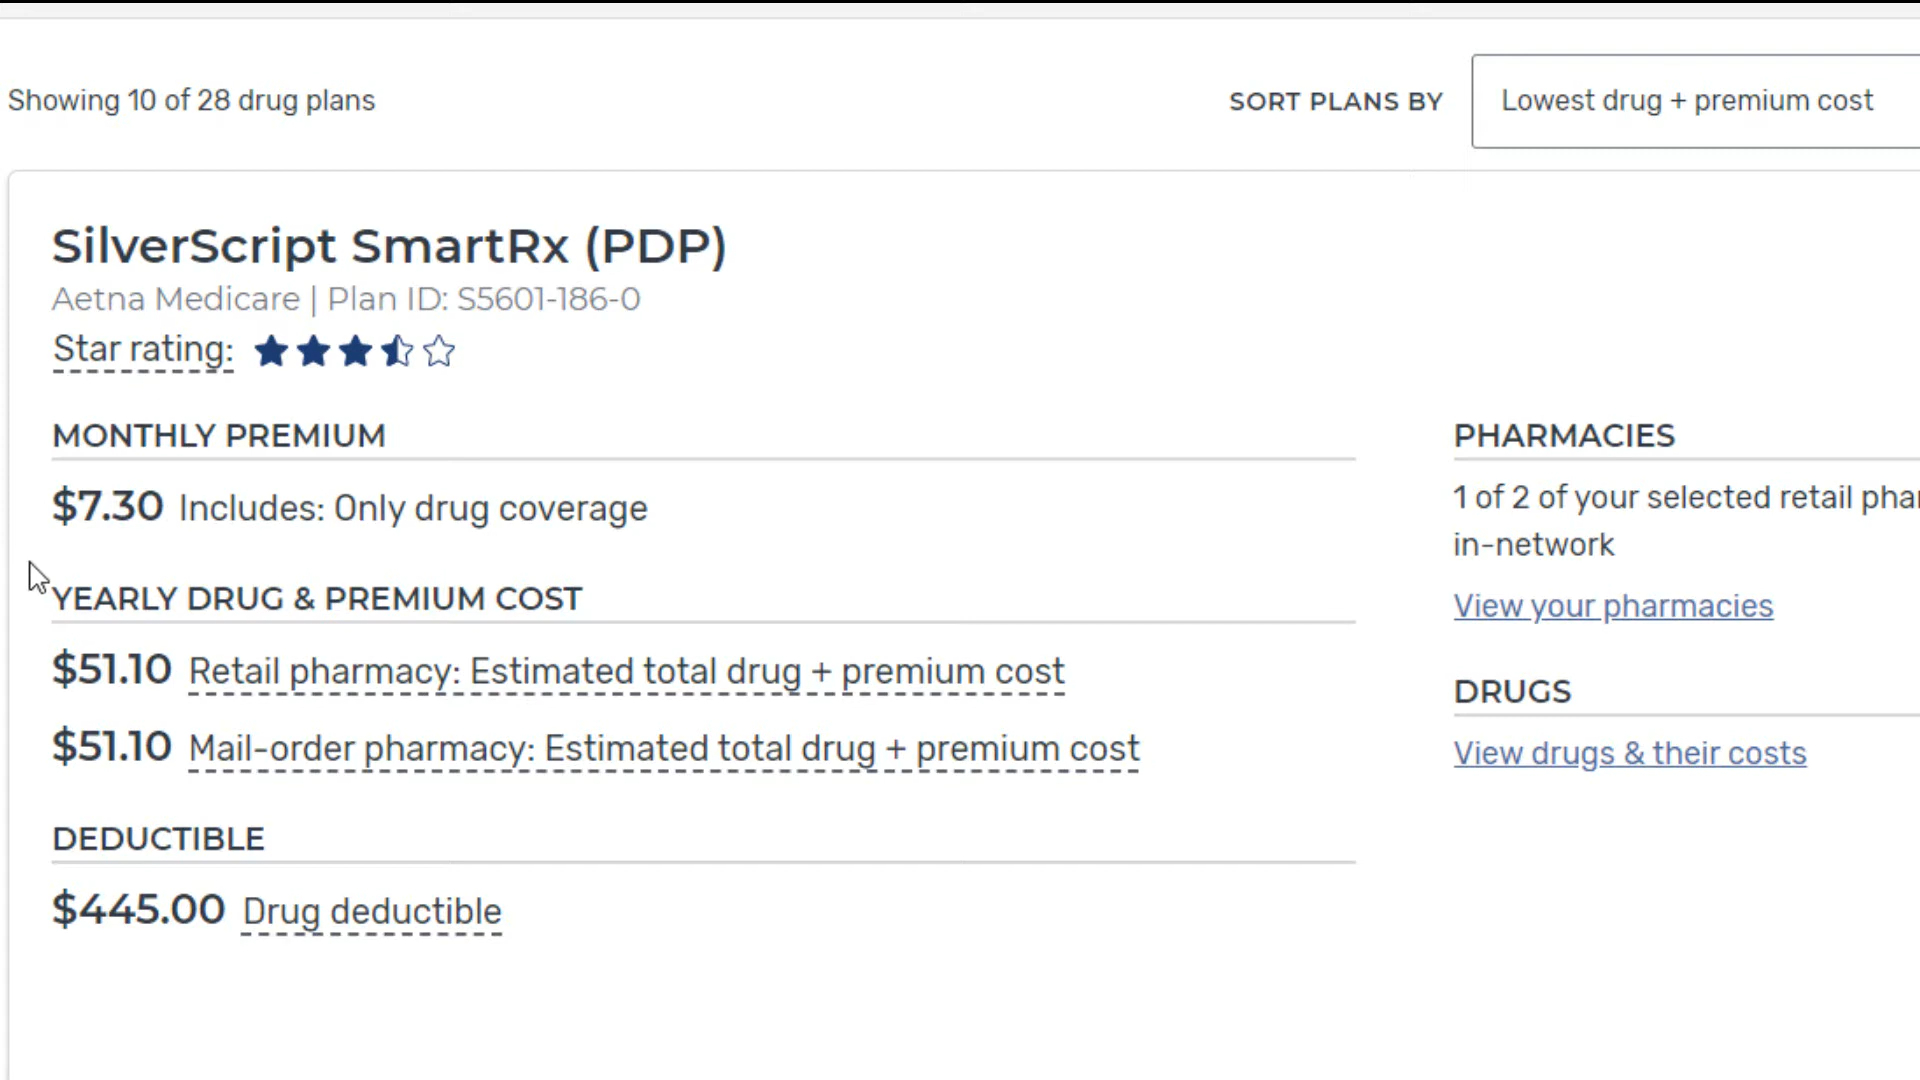 Showing 10 of 28 drug plans
SORT PLANS BY
Lowest drug + premium cost
SilverScript SmartRx (PDP)
Aetna Medicare | Plan ID: S5601-186-0
Star rating:
MONTHLY PREMIUM
$7.30 Includes: Only drug coverage
YEARLY DRUG & PREMIUM COST
$51.10 Retail pharmacy: Estimated total drug + premium cost
$51.10 Mail-order pharmacy: Estimated total drug + premium cost
DEDUCTIBLE
$445.00 Drug deductible
PHARMACIES
1 of 2 of your selected retail
in-network
View your pharmacies
DRUGS
View drugs & their costs